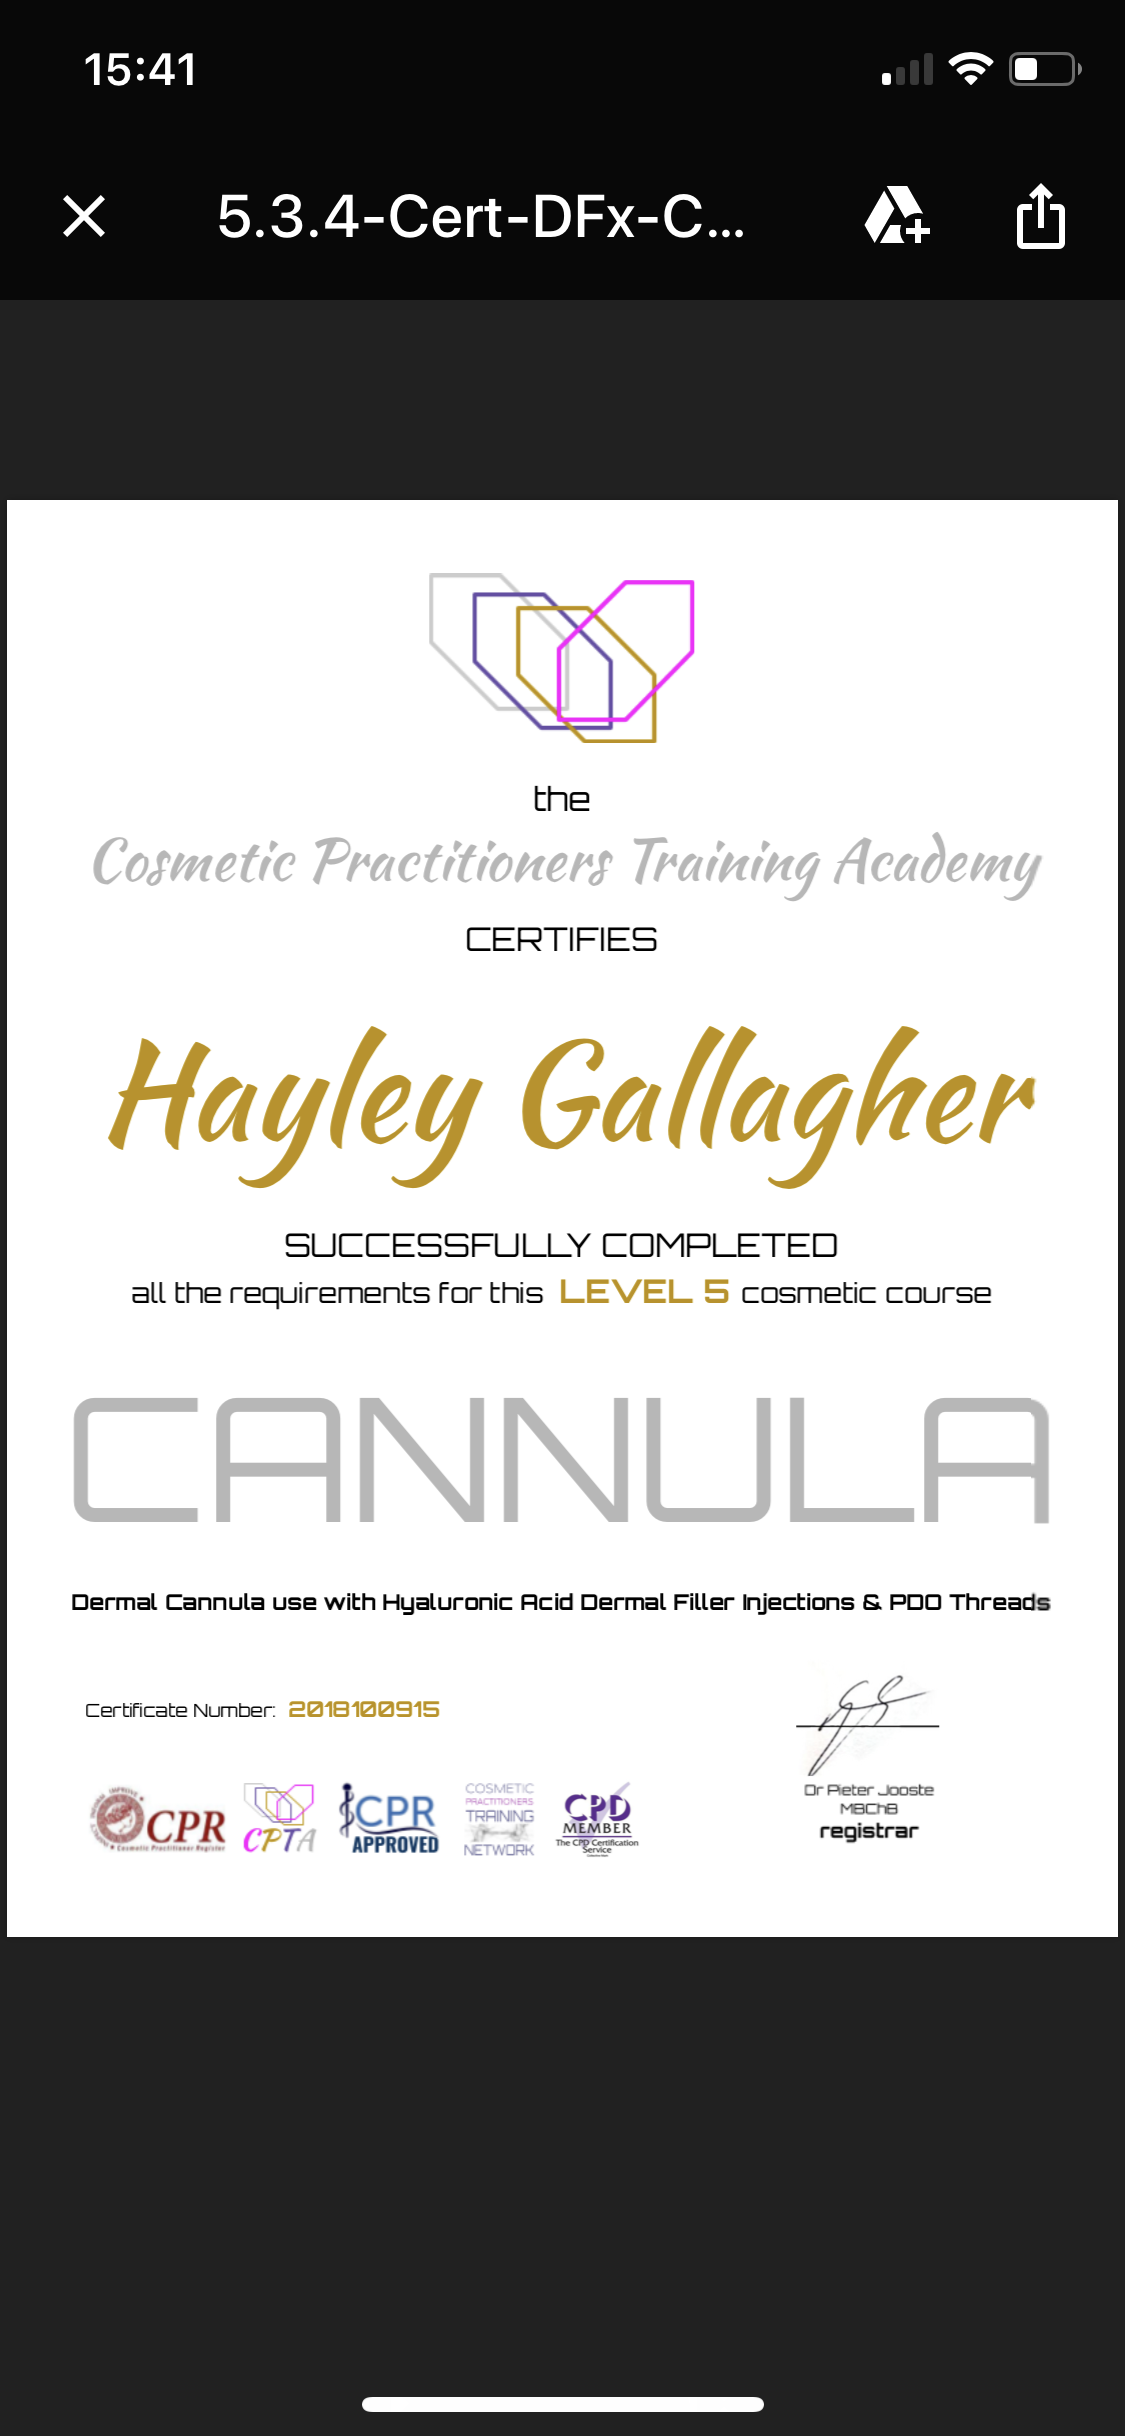 15:41
5.3.4-Cert-DFx-C...
the
Cosmetic Practitioners Training Academy
CERTIFIES
Hayley Gallagher
SUCCESSFULLY COMPLETED
all the requirements for this LEVEL 5 cosmetic course
CANNULA
Dermal Cannula use with Hyaluronic Acid Dermal Filler Injections & PDO Threads
Certificate Number: 2018100915
Dr Pieter Jooste
MBChB
registrar
CPR
Cosmetic Practitioner Register
CPTA
CPR
APPROVED
COSMETIC
PRACTITIONERS
TRAINING
NETWORK
CPD
MEMBER
The CPD Certification
Service